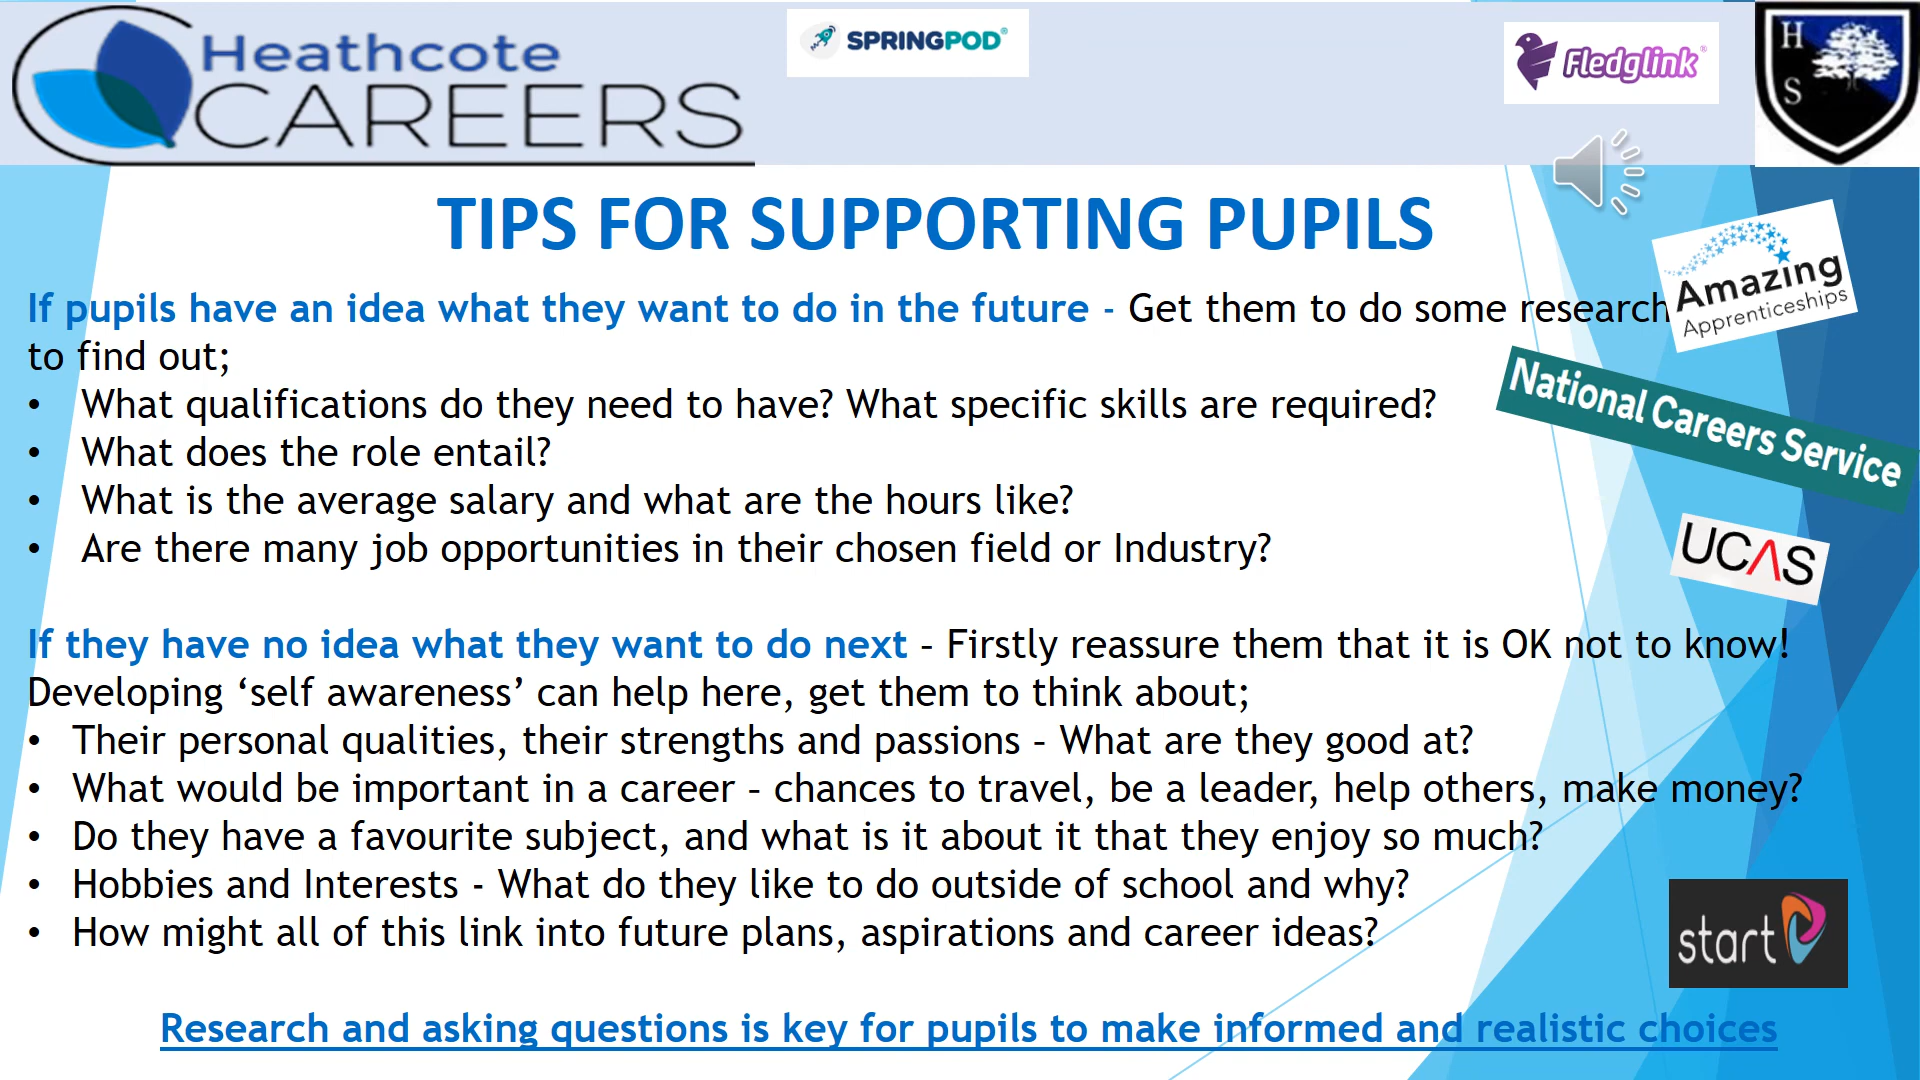 Heathcote
CAREERS
SPRINGPOD®
Fledglink®
H
S
TIPS FOR SUPPORTING PUPILS
If pupils have an idea what they want to do in the future - Get them to do some research
to find out;
• What qualifications do they need to have? What specific skills are required?
• What does the role entail?
• What is the average salary and what are the hours like?
• Are there many job opportunities in their chosen field or Industry?
Amazing
Apprenticeships
National Careers Service
UCAS
If they have no idea what they want to do next – Firstly reassure them that it is OK not to know!
Developing ‘self awareness’ can help here, get them to think about;
• Their personal qualities, their strengths and passions – What are they good at?
• What would be important in a career – chances to travel, be a leader, help others, make money?
• Do they have a favourite subject, and what is it about it that they enjoy so much?
• Hobbies and Interests - What do they like to do outside of school and why?
• How might all of this link into future plans, aspirations and career ideas?
start
Research and asking questions is key for pupils to make informed and realistic choices